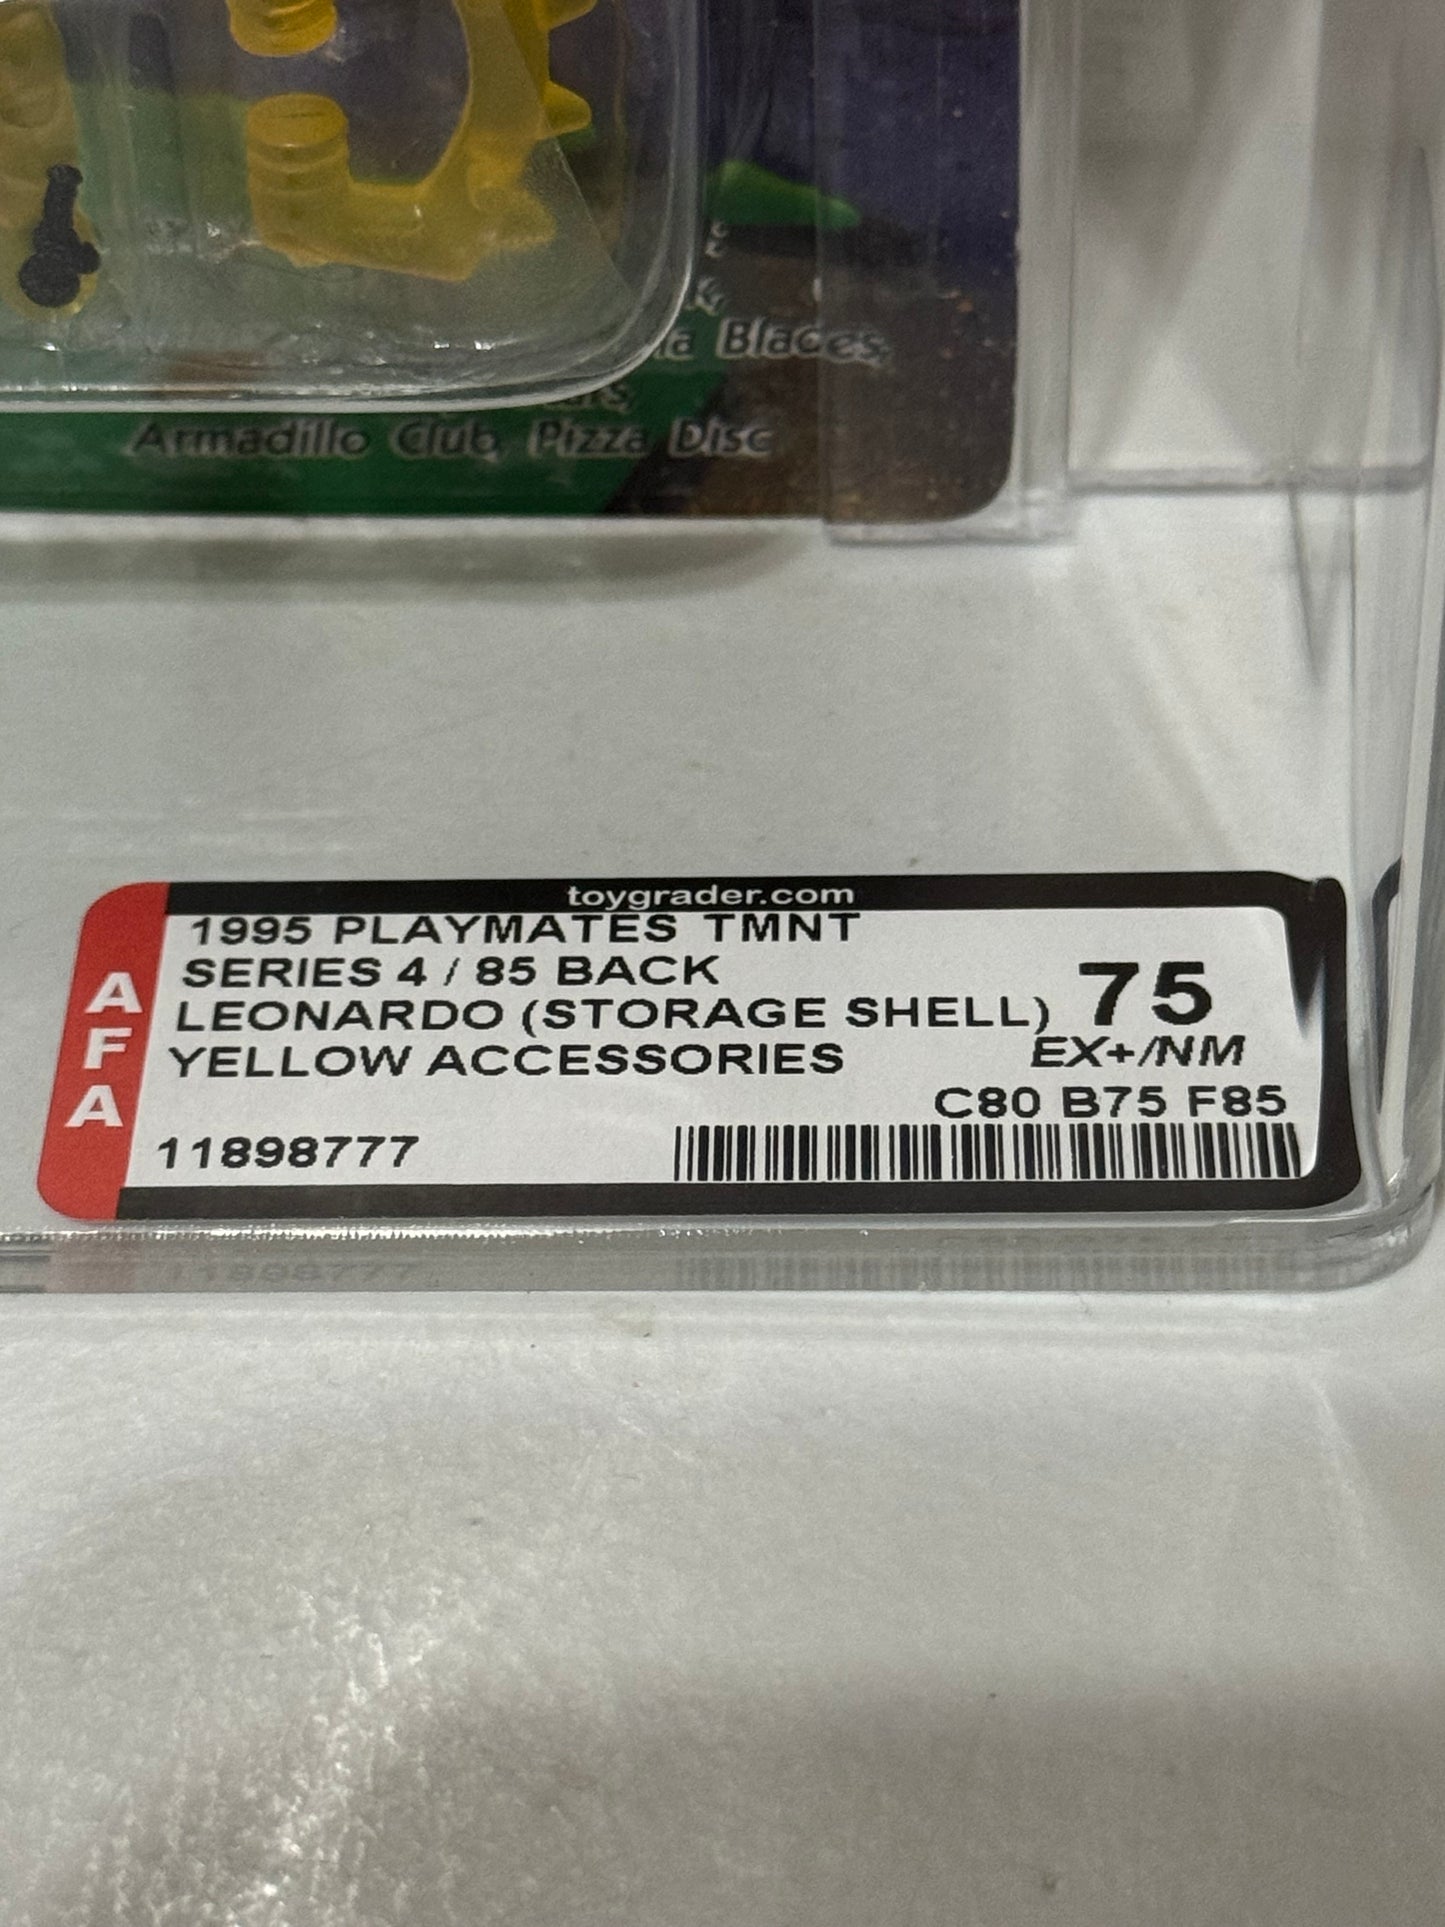 Blades,
Armadillo Club, Pizza Disc
toygrader.com
AFA
1995 PLAYMATES TMNT
SERIES 4 / 85 BACK
LEONARDO (STORAGE SHELL) 75
YELLOW ACCESSORIES EX+/NM
C80 B75 F85
11898777